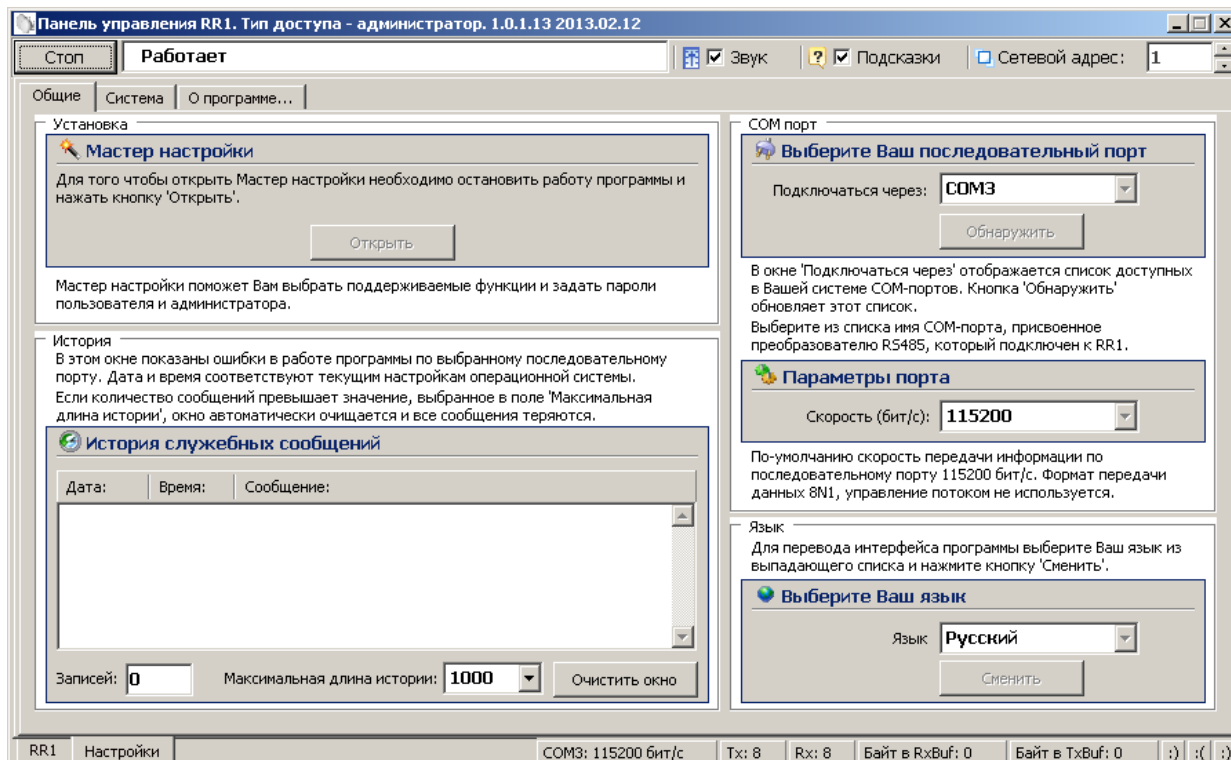 Панель управления RR1. Тип доступа - администратор. 1.0.1.13 2013.02.12
Стоп
Работает
Звук
Подсказки
Сетевой адрес:
1
Общие
Система
О программе...
Установка
Мастер настройки
Для того чтобы открыть Мастер настройки необходимо остановить работу программы и
нажать кнопку 'Открыть'.
Открыть
Мастер настройки поможет Вам выбрать поддерживаемые функции и задать пароли
пользователя и администратора.
История
В этом окне показаны ошибки в работе программы по выбранному последовательному
порту. Дата и время соответствуют текущим настройкам операционной системы.
Если количество сообщений превышает значение, выбранное в поле 'Максимальная
длина истории', окно автоматически очищается и все сообщения теряются.
История служебных сообщений
Дата:
Время:
Сообщение:
Записей:
0
Максимальная длина истории:
1000
Очистить окно
COM порт
Выберите Ваш последовательный порт
Подключаться через:
COM3
Обнаружить
В окне 'Подключаться через' отображается список доступных
в Вашей системе COM-портов. Кнопка 'Обнаружить'
обновляет этот список.
Выберите из списка имя COM-порта, присвоенное
преобразователю RS485, который подключен к RR1.
Параметры порта
Скорость (бит/с):
115200
По-умолчанию скорость передачи информации по
последовательному порту 115200 бит/с. Формат передачи
данных 8N1, управление потоком не используется.
Язык
Для перевода интерфейса программы выберите Ваш язык из
выпадающего списка и нажмите кнопку 'Сменить'.
Выберите Ваш язык
Язык
Русский
Сменить
RR1
Настройки
COM3: 115200 бит/с
Tx: 8
Rx: 8
Байт в RxBuf: 0
Байт в TxBuf: 0
:)
:(
:)